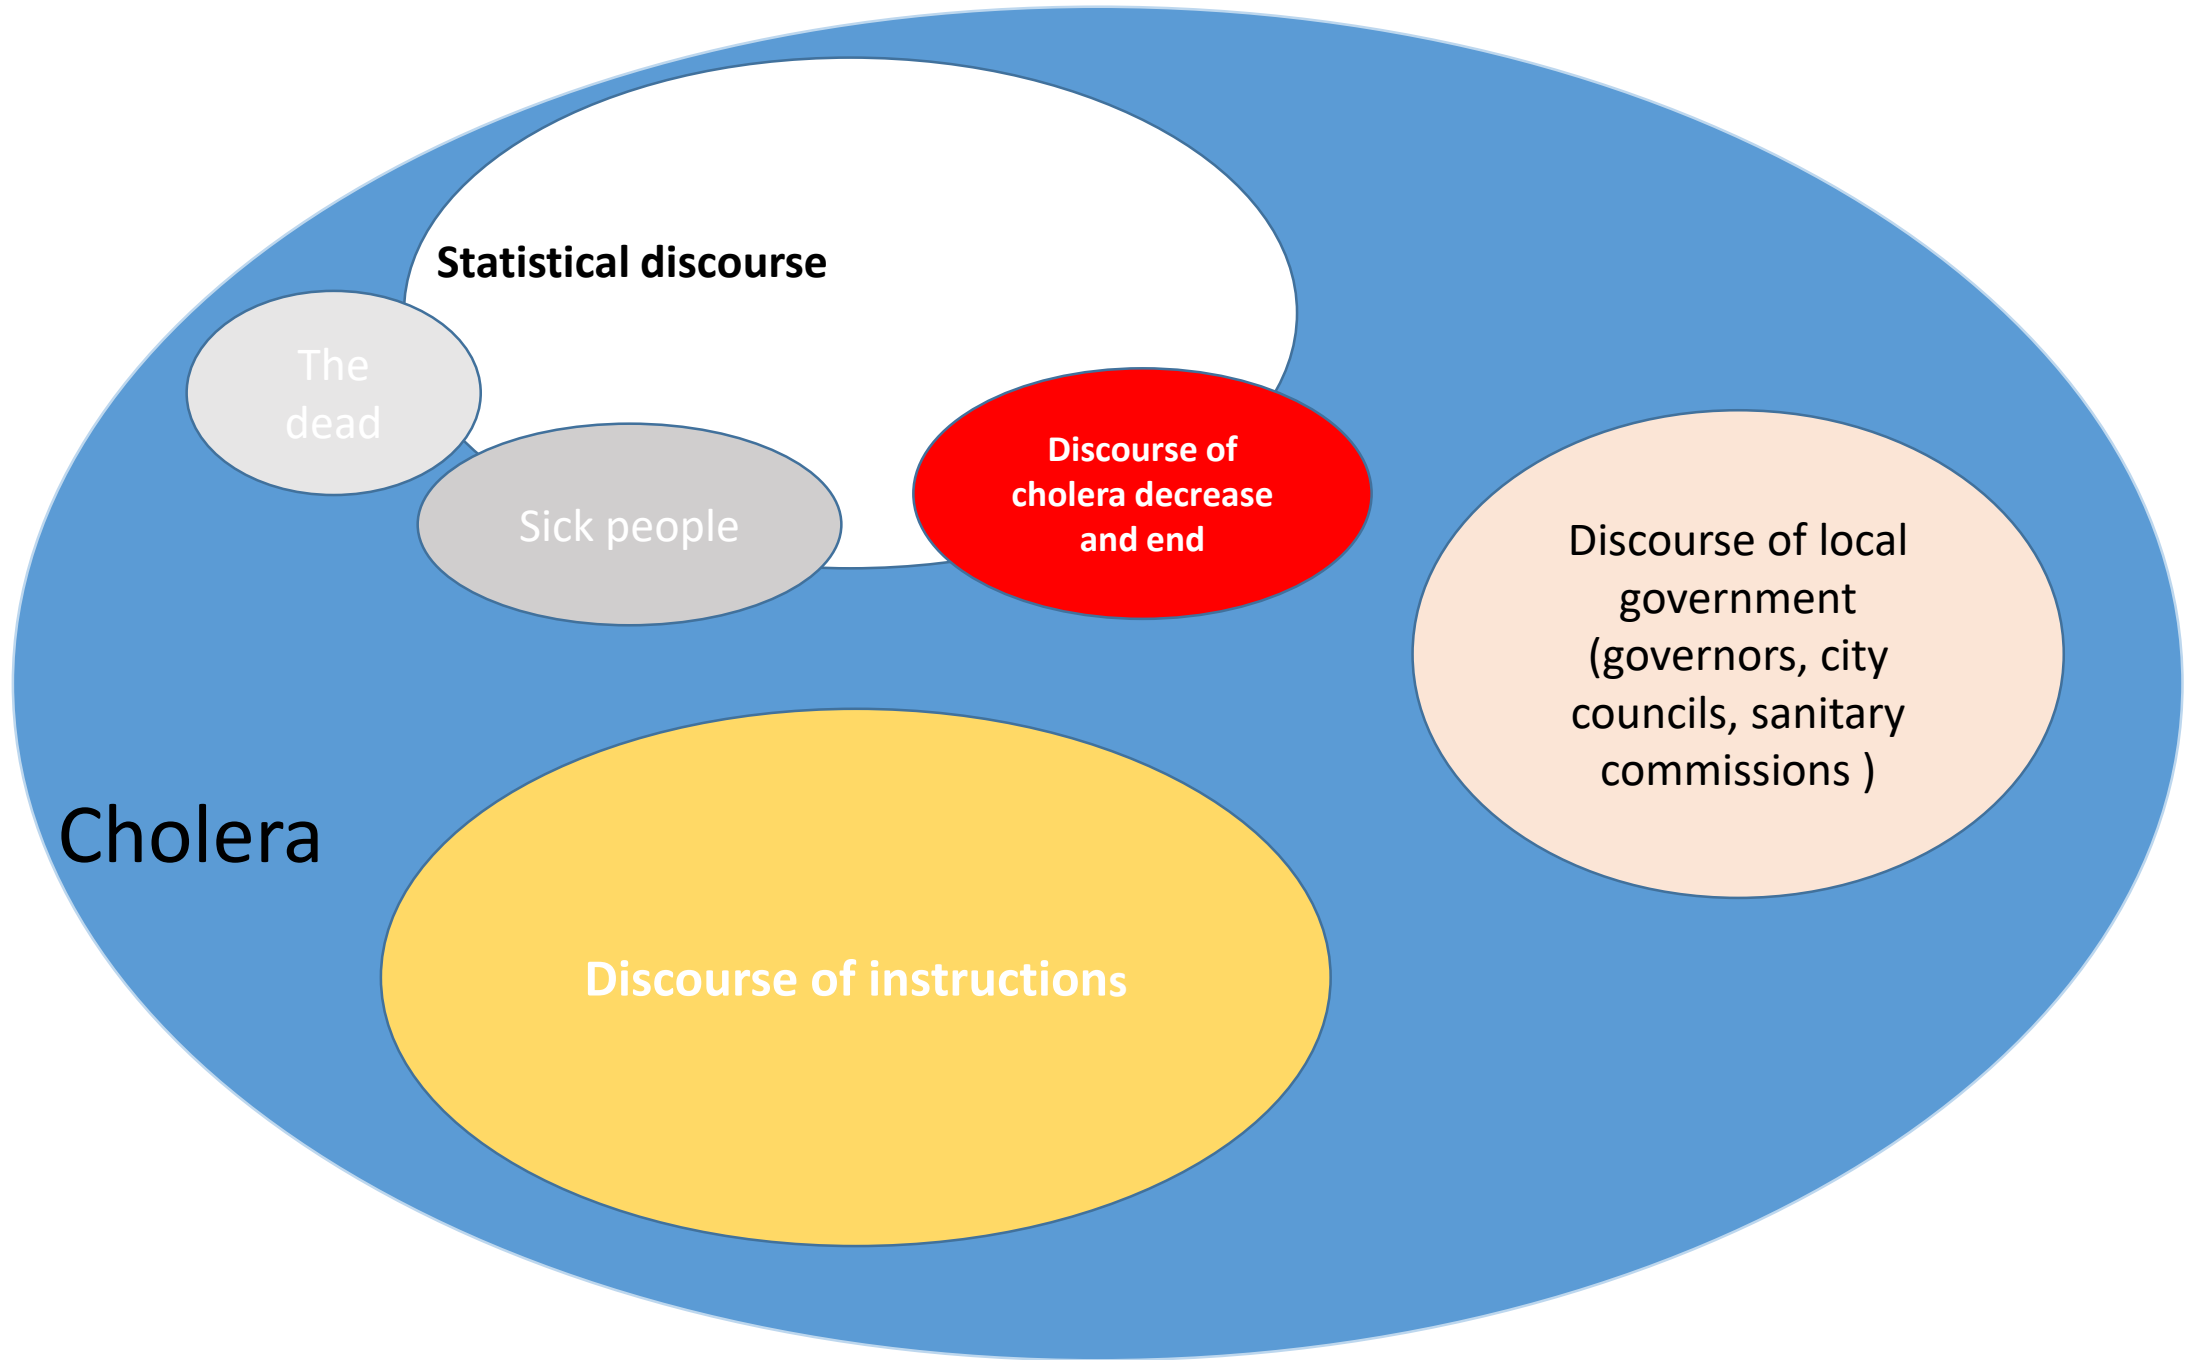 Statistical discourse
The
dead
Sick people
Discourse of
cholera decrease
and end
Discourse of local
government
(governors, city
councils, sanitary
commissions )
Cholera
Discourse of instructions